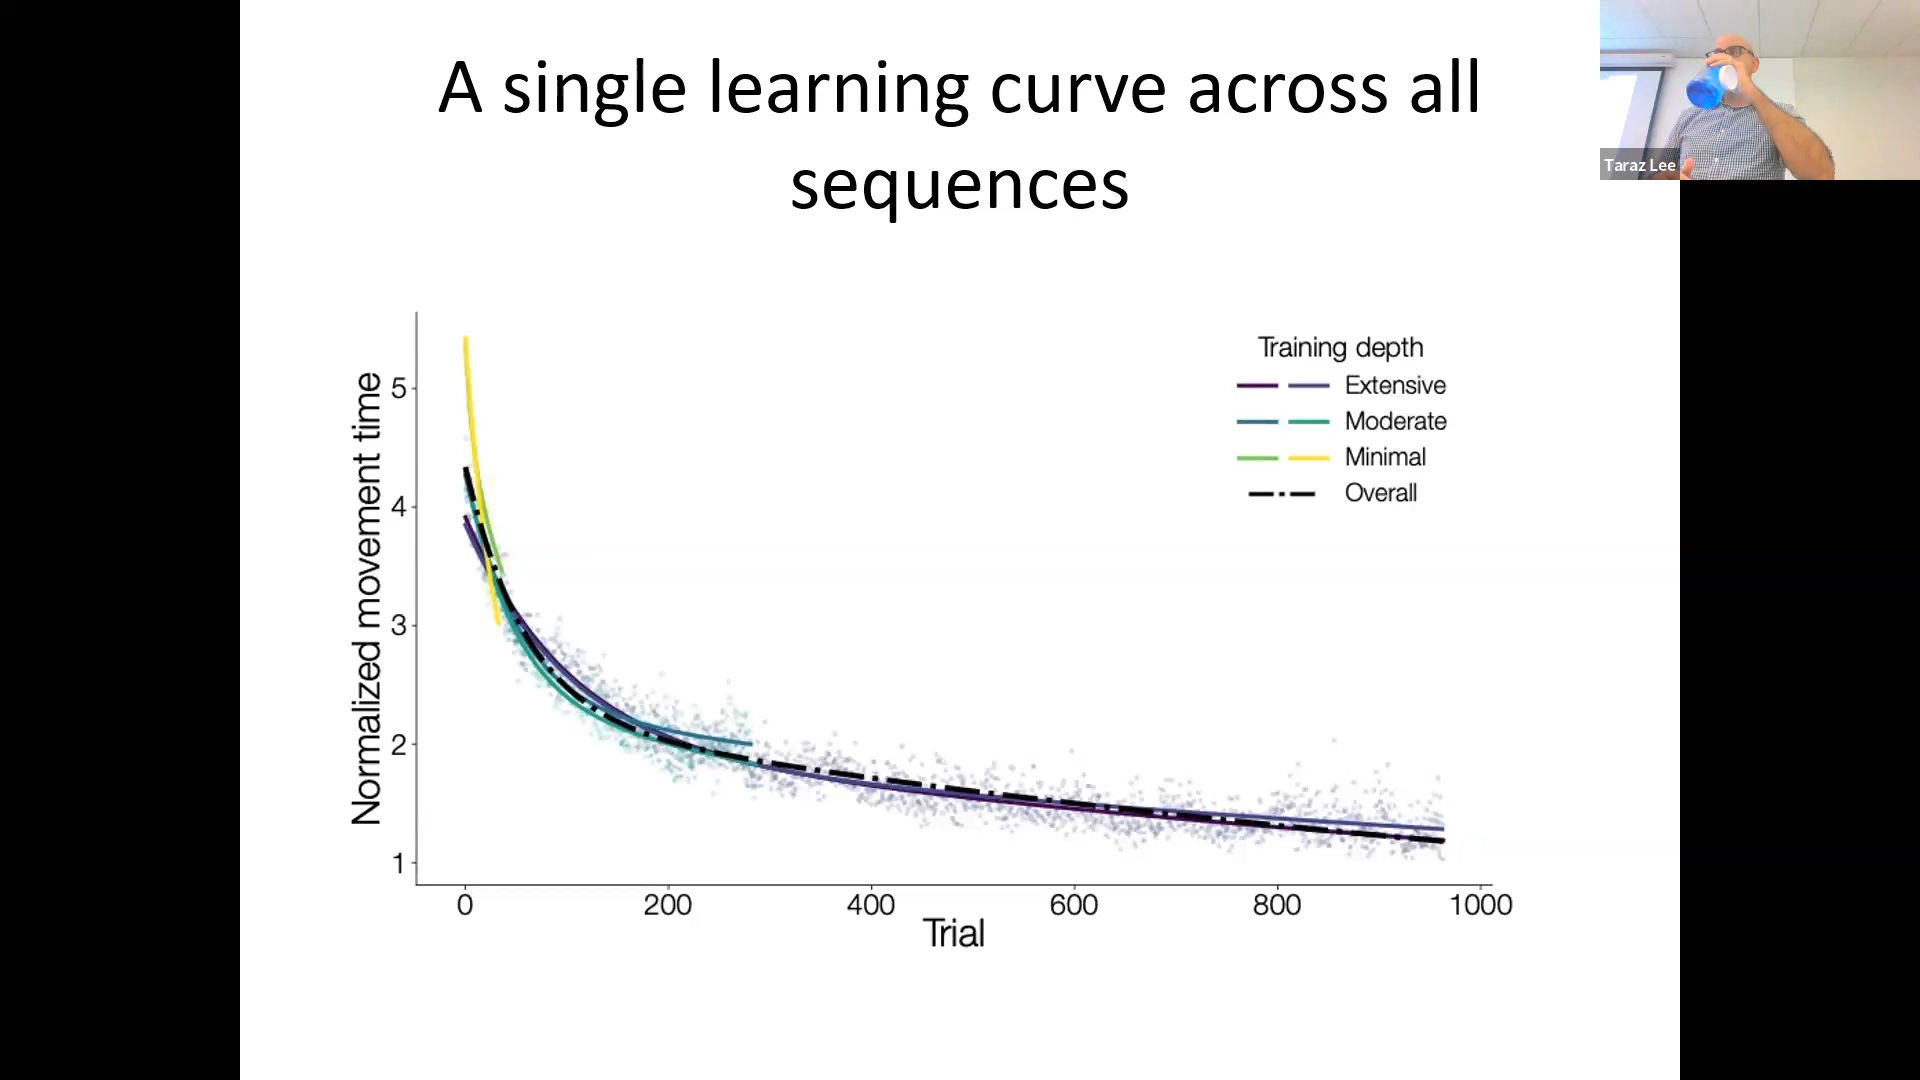 A single learning curve across all
sequences
Taraz Lee
Training depth
Extensive
Moderate
Minimal
Overall
Normalized movement time
5
4
3
2
1
0 200 400 600 800 1000
Trial